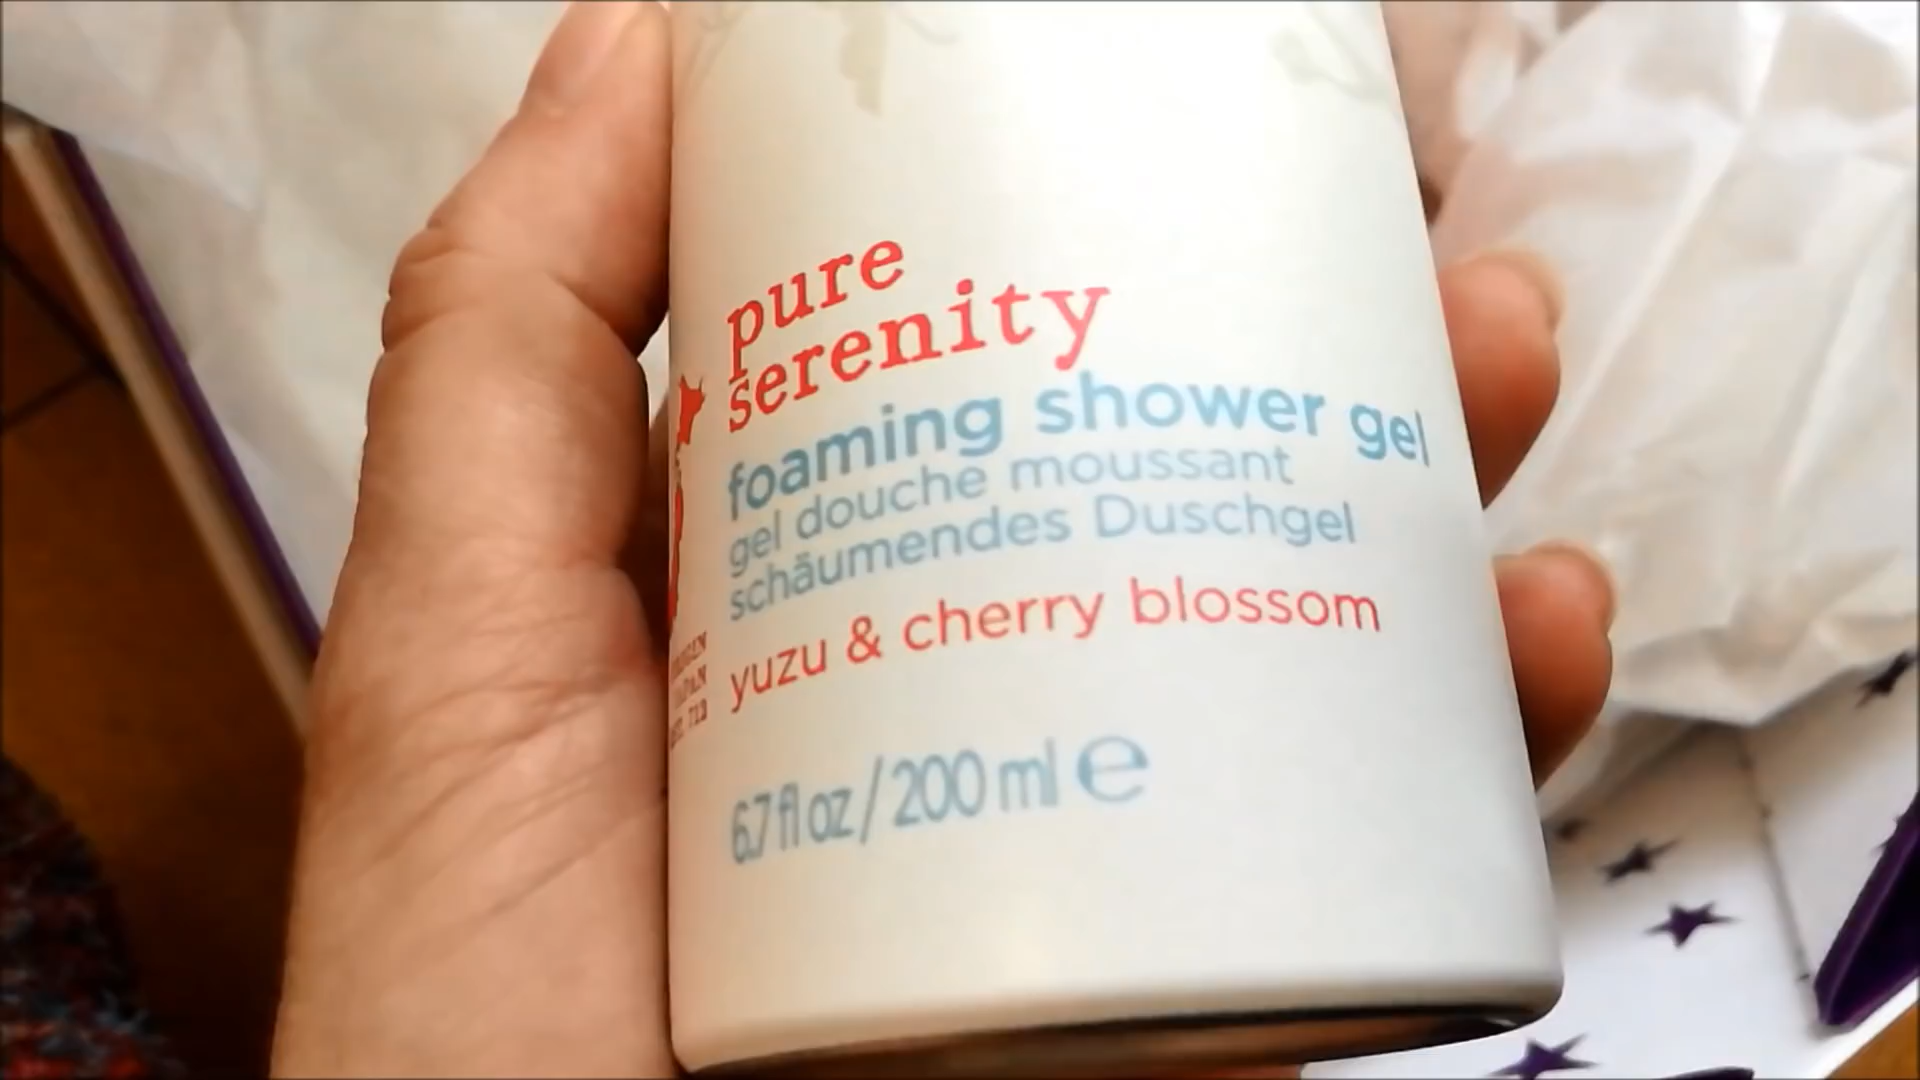 pure
serenity
foaming shower gel
gel douche moussant
schäumendes Duschgel
yuzu & cherry blossom
6.7 fl oz / 200 ml e